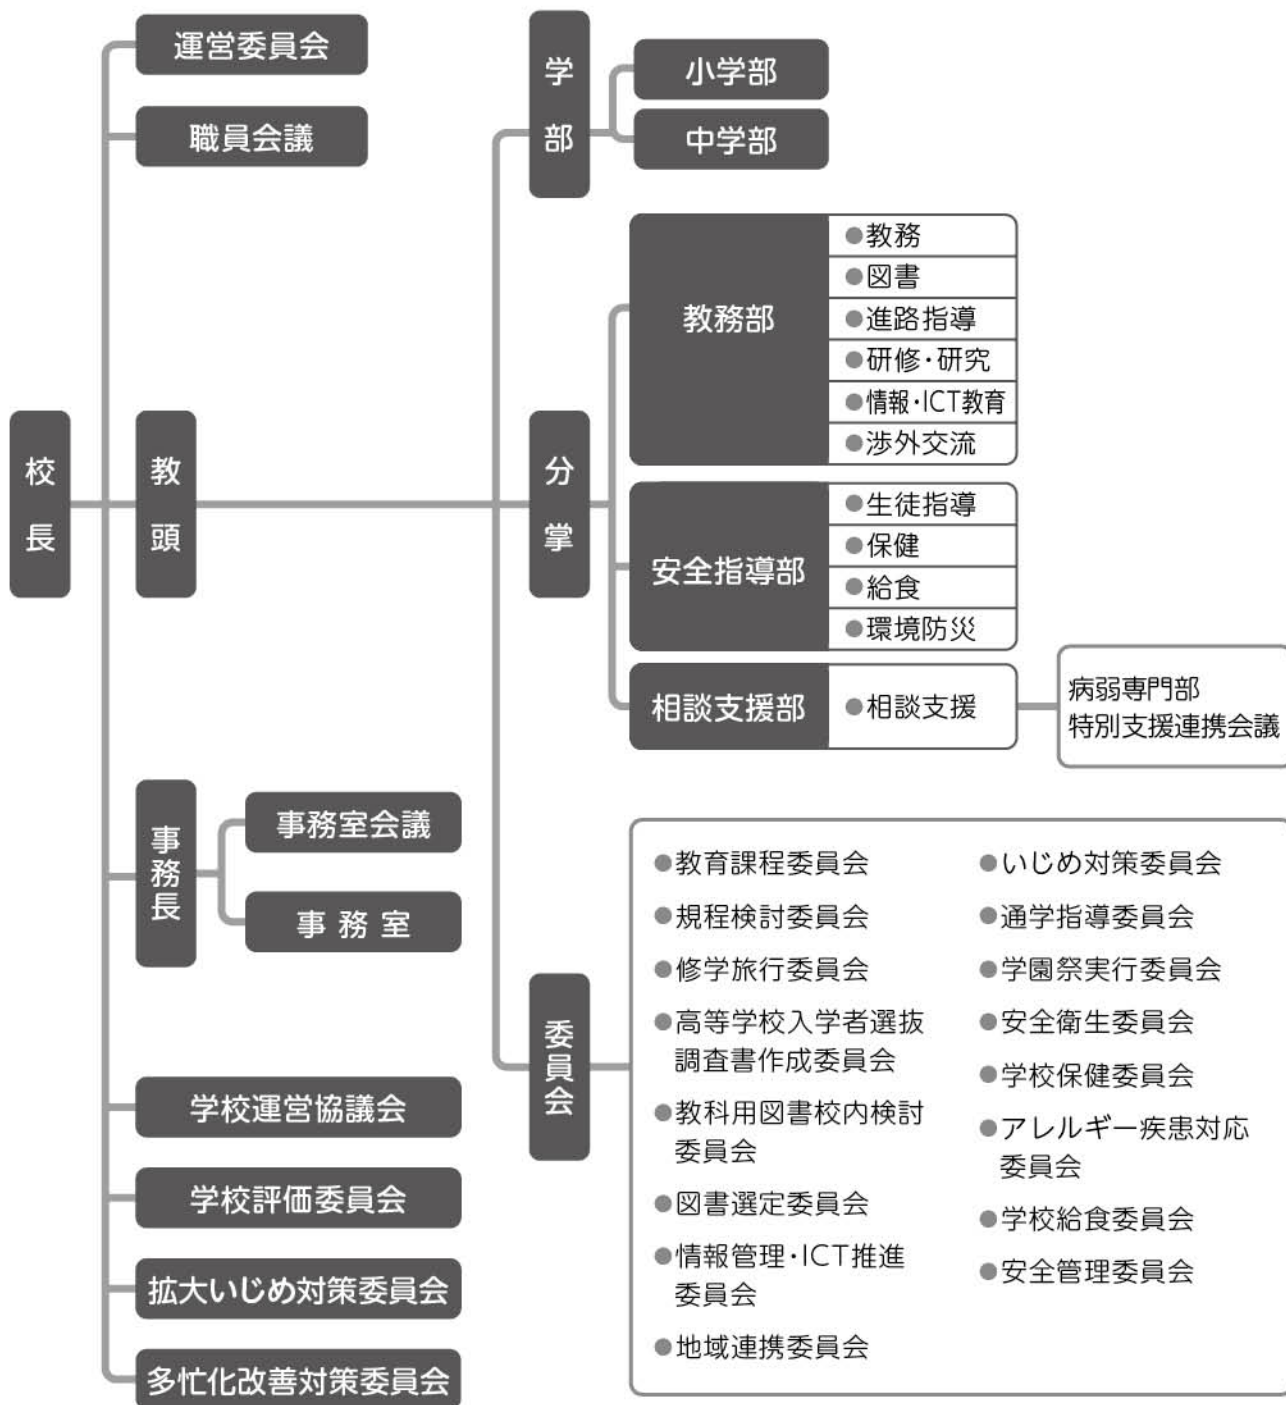 校長
運営委員会
職員会議
教頭
事務長
事務室会議
事務室
学校運営協議会
学校評価委員会
拡大いじめ対策委員会
多忙化改善対策委員会
学部
小学部
中学部
分掌
教務部
●教務
●図書
●進路指導
●研修・研究
●情報・ICT教育
●渉外交流
安全指導部
●生徒指導
●保健
●給食
●環境防災
相談支援部
●相談支援
病弱専門部
特別支援連携会議
委員会
●教育課程委員会
●規程検討委員会
●修学旅行委員会
●高等学校入学者選抜
調査書作成委員会
●教科用図書校内検討
委員会
●図書選定委員会
●情報管理・ICT推進
委員会
●地域連携委員会
●いじめ対策委員会
●通学指導委員会
●学園祭実行委員会
●安全衛生委員会
●学校保健委員会
●アレルギー疾患対応
委員会
●学校給食委員会
●安全管理委員会